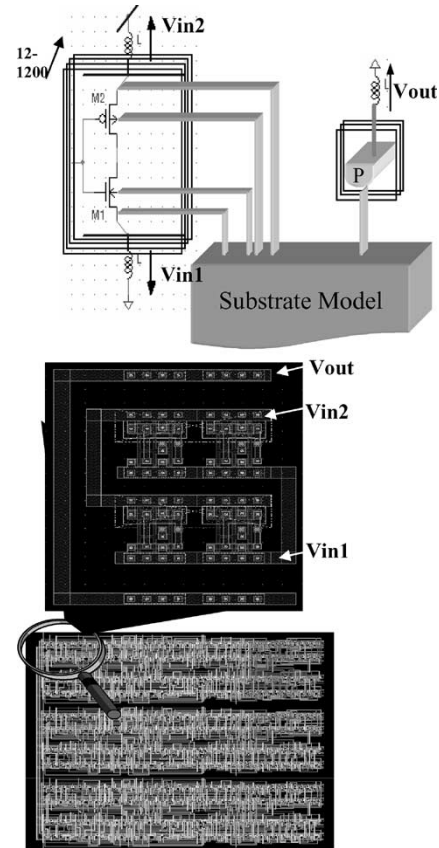 Vin2
12-
1200
L
Vout
L
M2
P
M1
L
Vin1
Substrate Model
Vout
Vin2
Vin1